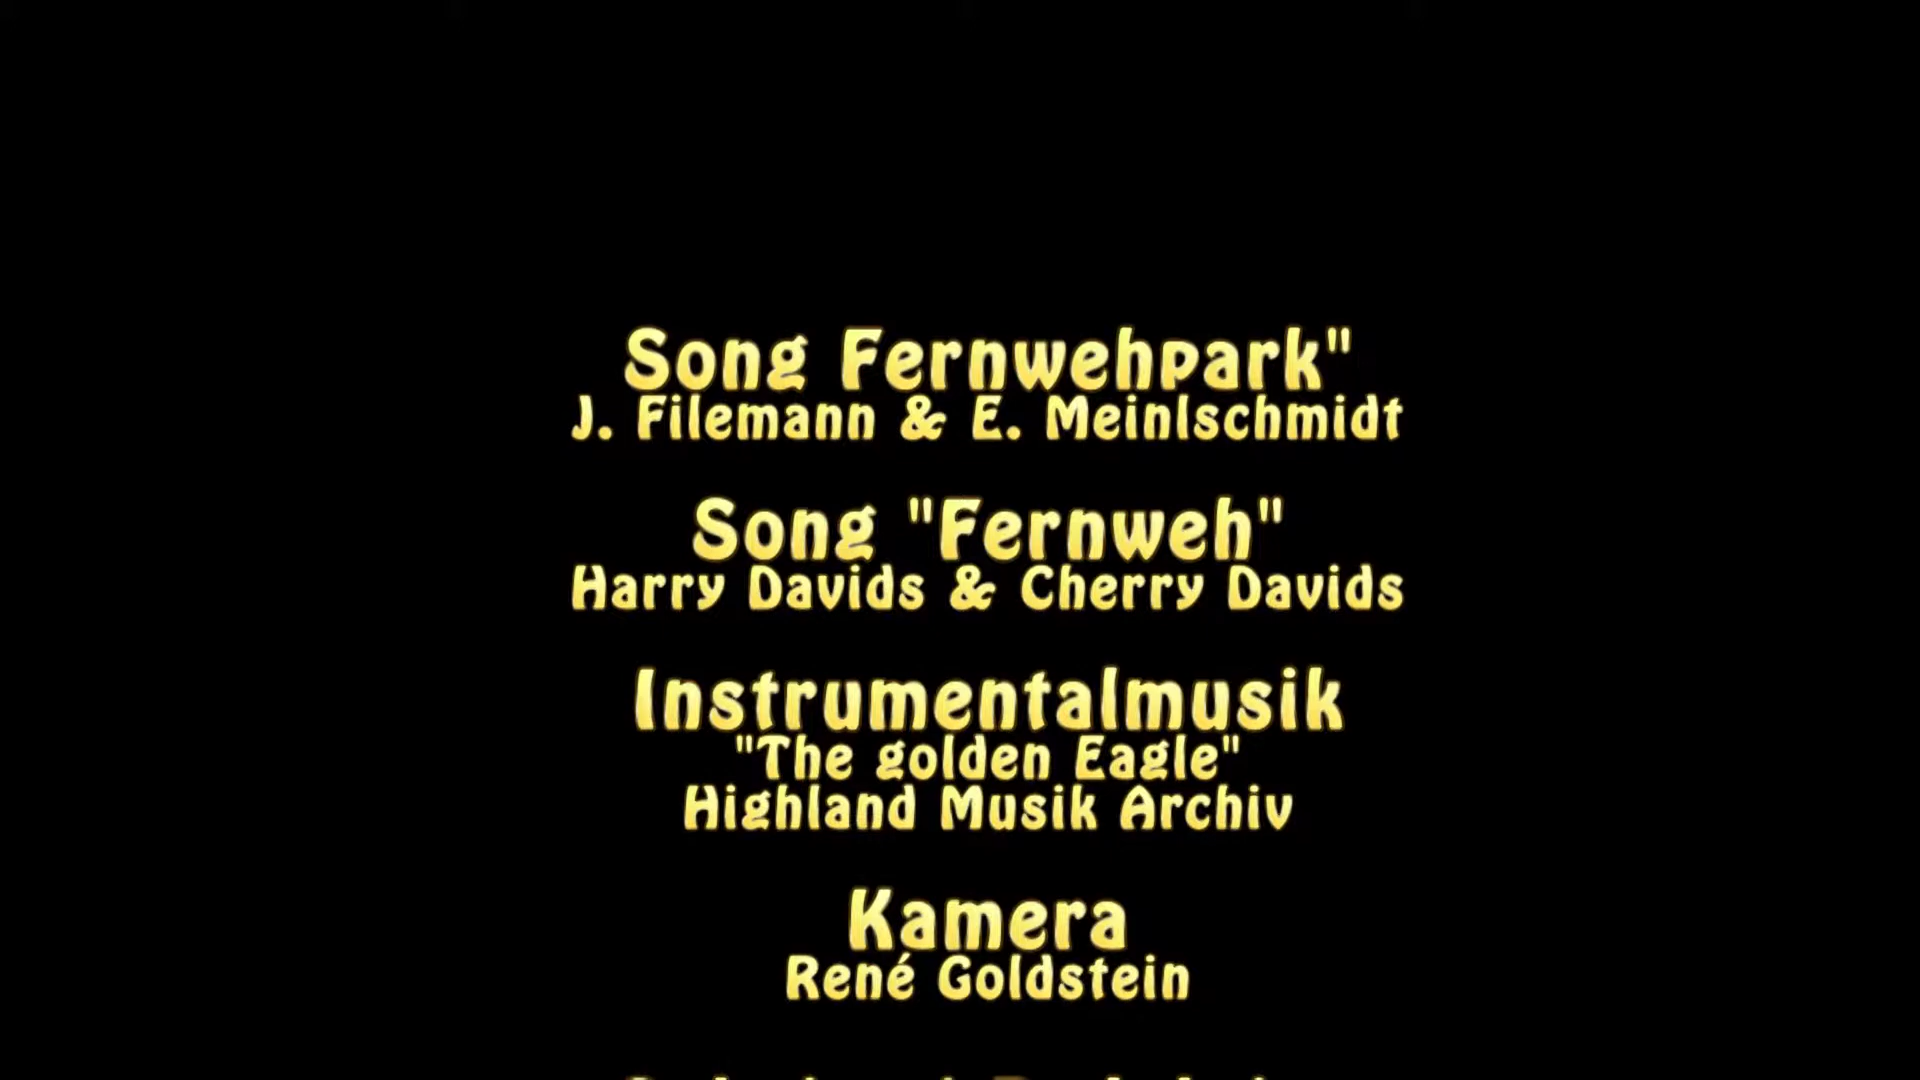 Song Fernwehpark"
J. Filemann & E. Meinlschmidt
Song "Fernweh"
Harry Davids & Cherry Davids
Instrumentalmusik
"The golden Eagle"
Highland Musik Archiv
Kamera
René Goldstein